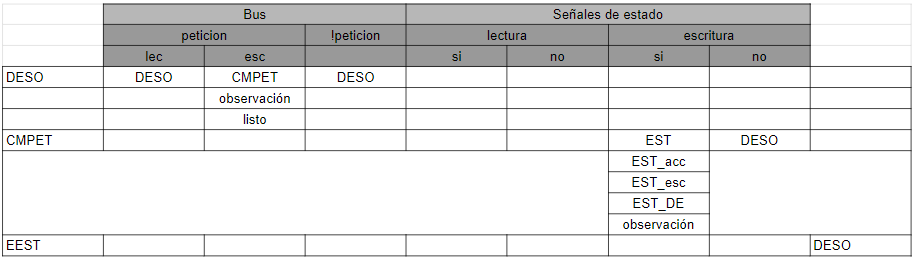 Bus Señales de estado
peticion !peticion lectura escritura
lec esc si no si no
DESO DESO CMPET DESO
observación
listo
CMPET EST DESO
EST_acc
EST_esc
EST_DE
observación
EEST DESO